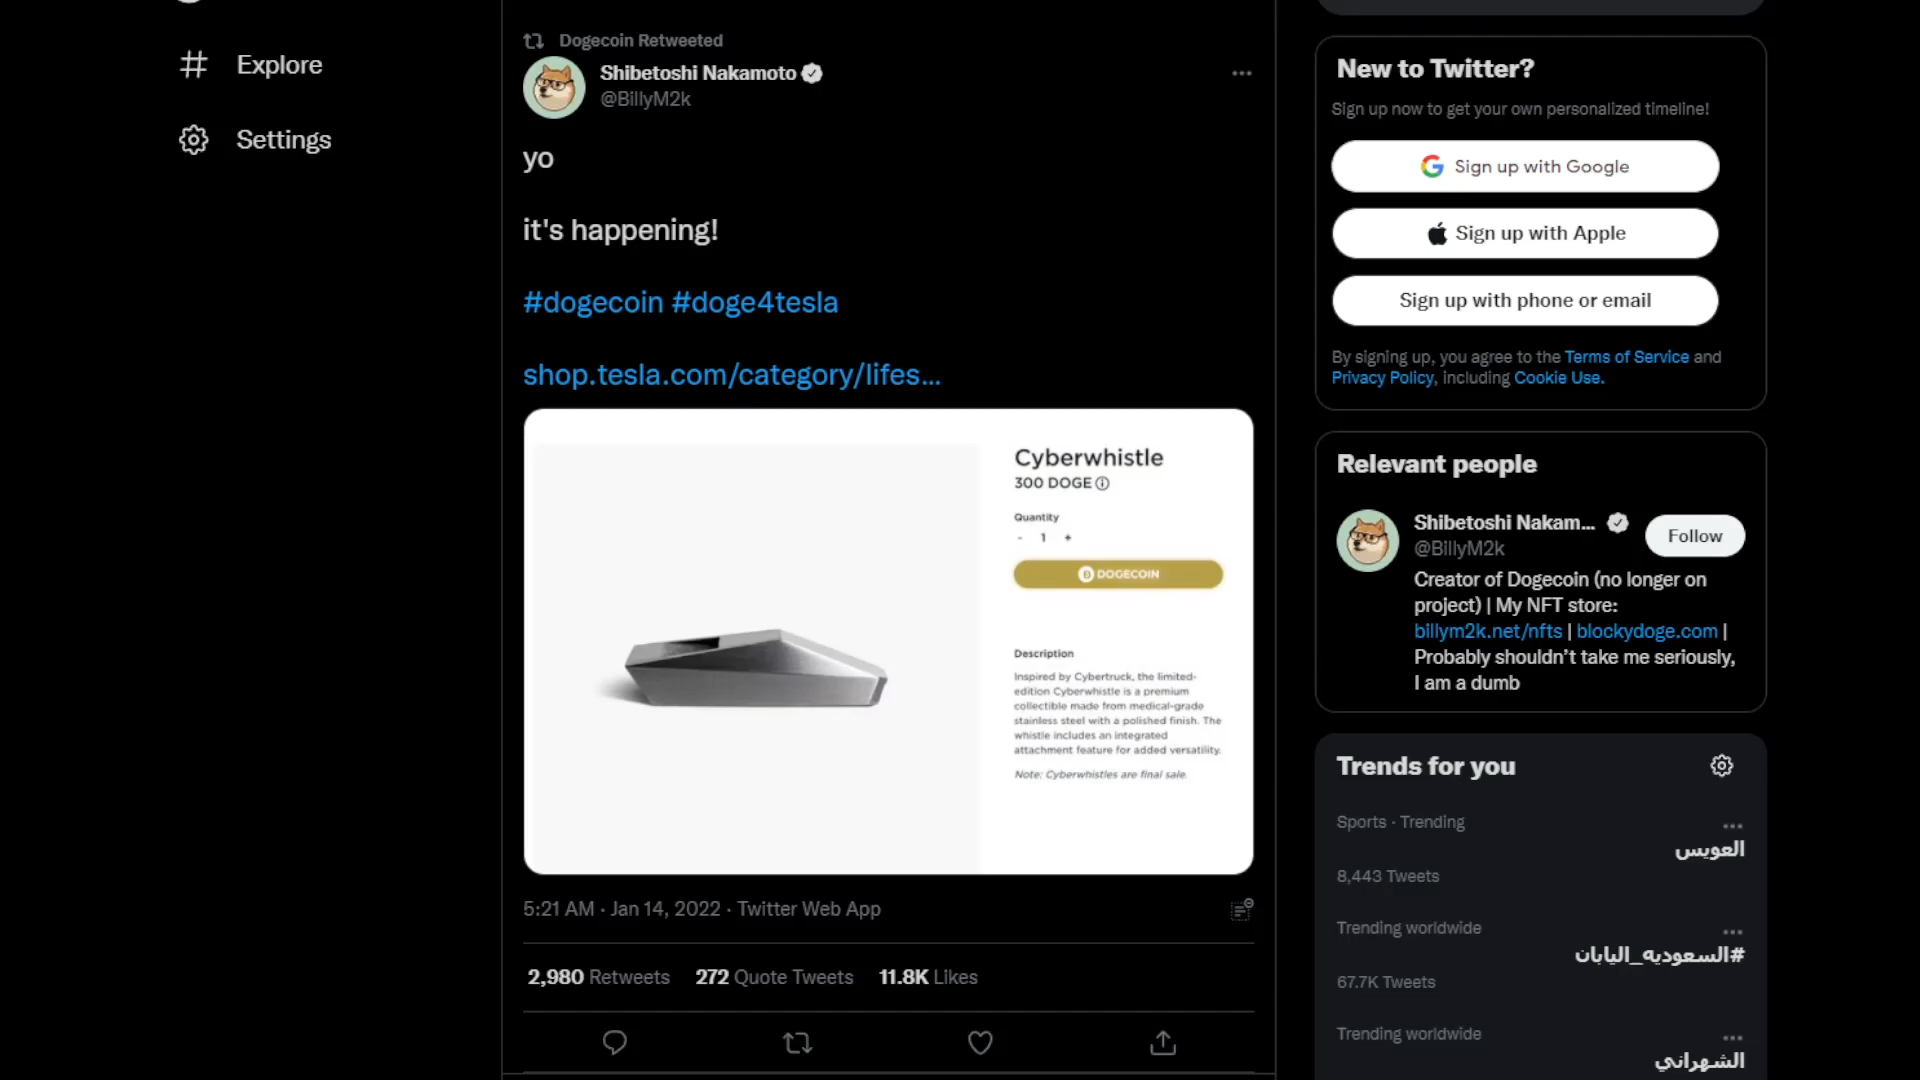 Explore
Settings
Dogecoin Retweeted
Shibetoshi Nakamoto
@BillyM2k
yo
it's happening!
#dogecoin #doge4tesla
shop.tesla.com/category/lifes...
Cyberwhistle
300 DOGE
Quantity
- 1 +
DOGECOIN
Description
Inspired by Cybertruck, the limited-
edition Cyberwhistle is a premium
collectible made from medical-grade
stainless steel with a polished finish. The
whistle includes an integrated
attachment feature for added versatility.
Note: Cyberwhistles are final sale.
5:21 AM · Jan 14, 2022 · Twitter Web App
2,980 Retweets 272 Quote Tweets 11.8K Likes
New to Twitter?
Sign up now to get your own personalized timeline!
Sign up with Google
Sign up with Apple
Sign up with phone or email
By signing up, you agree to the Terms of Service and
Privacy Policy, including Cookie Use.
Relevant people
Shibetoshi Nakam...
@BillyM2k
Follow
Creator of Dogecoin (no longer on
project) | My NFT store:
billym2k.net/nfts | blockydoge.com |
Probably shouldn't take me seriously,
I am a dumb
Trends for you
Sports · Trending
العويس
8,443 Tweets
Trending worldwide
#السعوديه_اليابان
67.7K Tweets
Trending worldwide
الشهراني